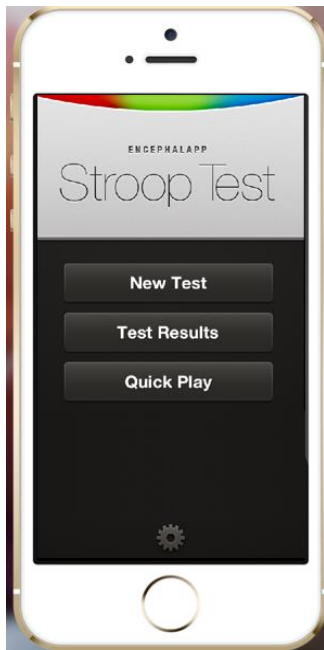 ENCEPHALAPP
Stroop Test
New Test
Test Results
Quick Play